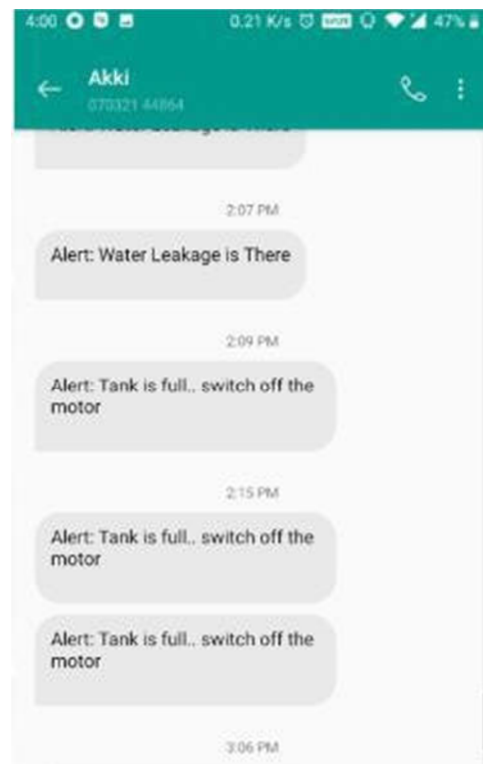 4:00 0.21 K/s 47%
Akki
070321 44864
2:07 PM
Alert: Water Leakage is There
2:09 PM
Alert: Tank is full.. switch off the
motor
2:15 PM
Alert: Tank is full.. switch off the
motor
Alert: Tank is full.. switch off the
motor
3:06 PM